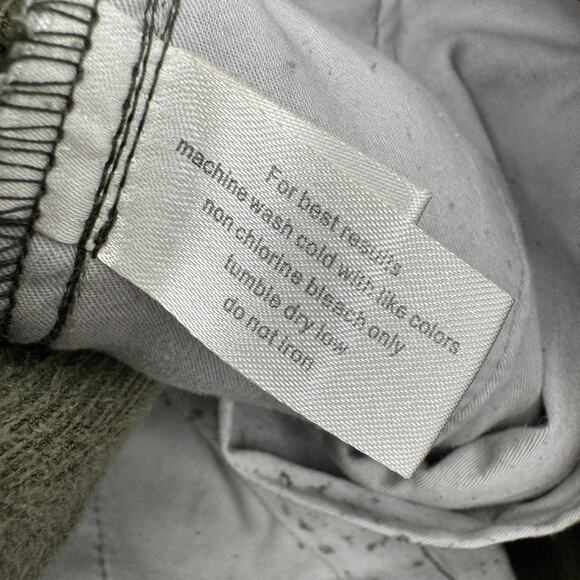 For best results
machine wash cold with like colors
non chlorine bleach only
tumble dry low
do not iron